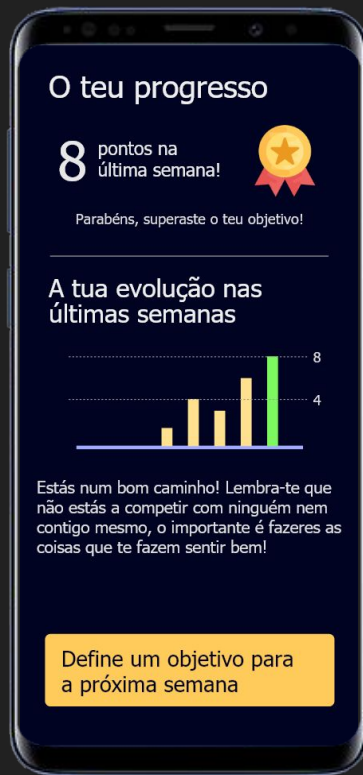 O teu progresso
8 pontos na
última semana!
Parabéns, superaste o teu objetivo!
A tua evolução nas
últimas semanas
8
4
Estás num bom caminho! Lembra-te que
não estás a competir com ninguém nem
contigo mesmo, o importante é fazeres as
coisas que te fazem sentir bem!
Define um objetivo para
a próxima semana